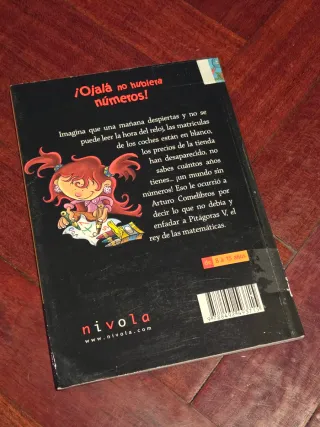 ¡Ojalá no hubiera
números!
Imagina que una mañana despiertas y no se
puede leer la hora del reloj, las matrículas
de los coches están en blanco,
los precios de la tienda
han desaparecido, no
sabes cuántos años
tienes... ¡un mundo sin
números! Eso le ocurrió a
Arturo Comelibros por
decir lo que no debía y
enfadar a Pitágoras V, el
rey de las matemáticas.
nivola
www.nivola.com